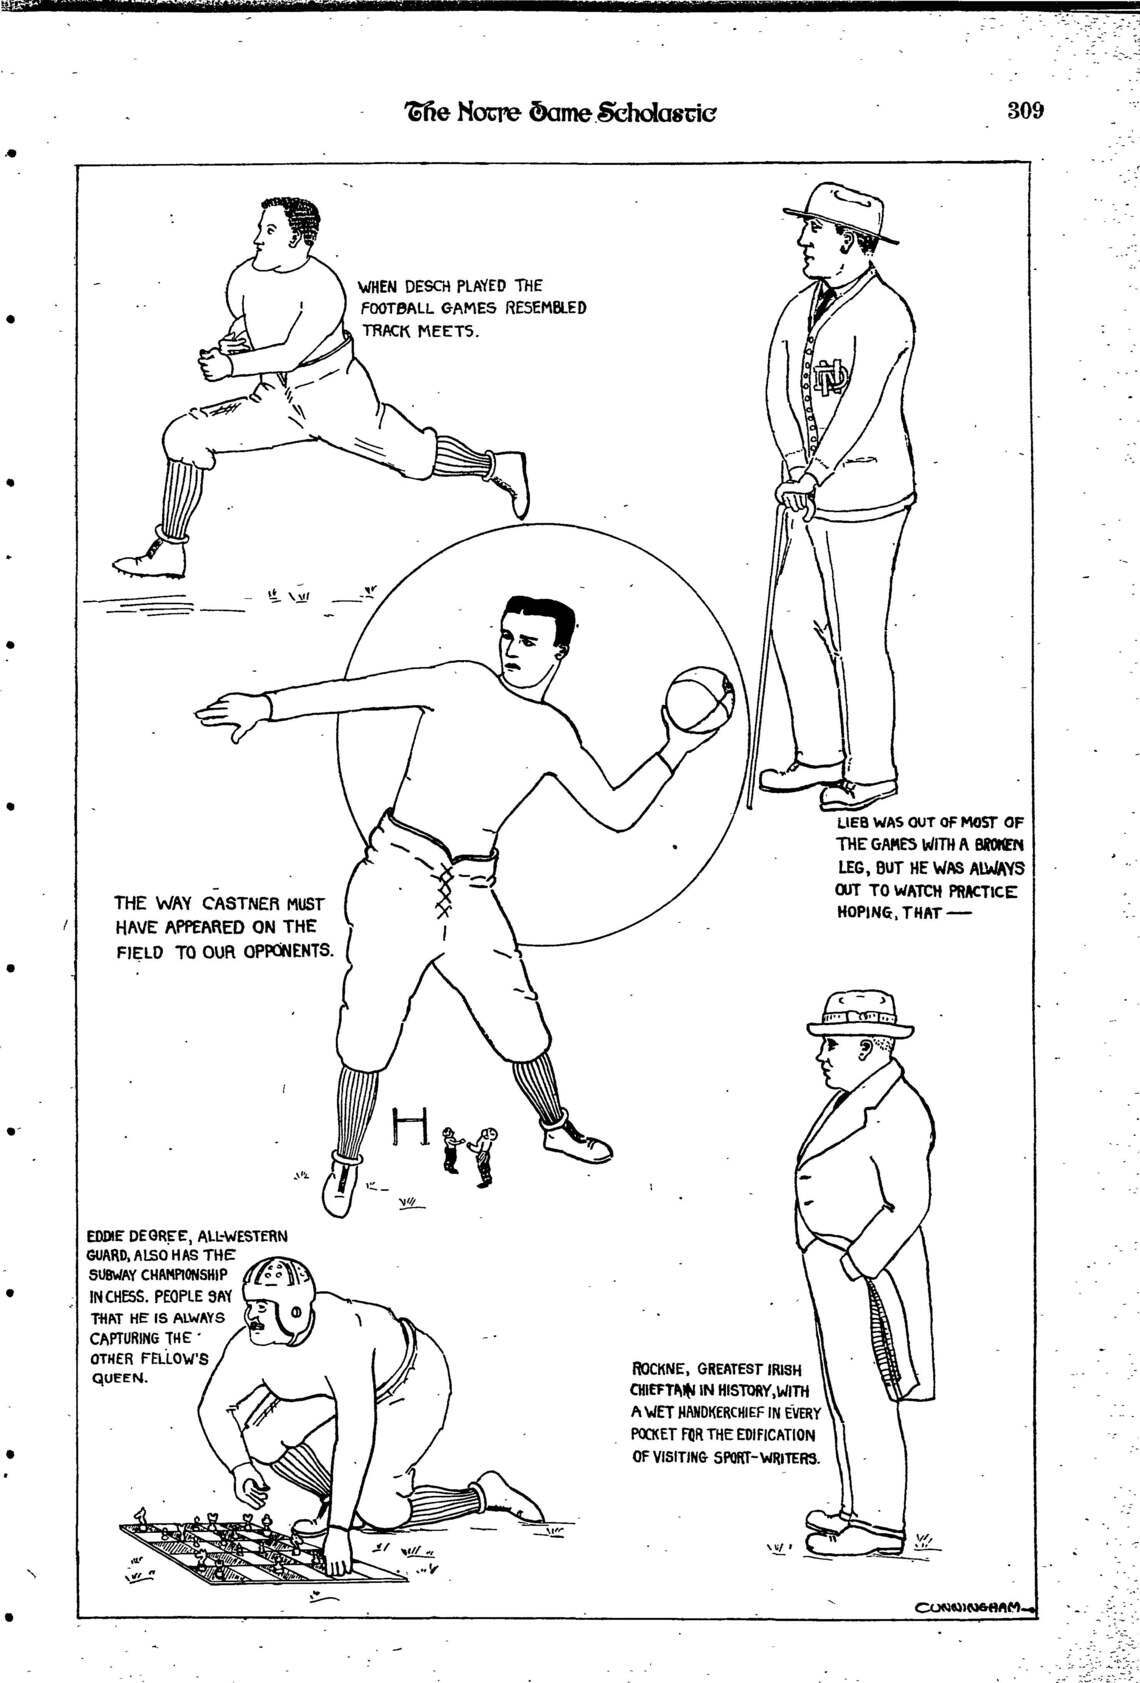 The Notre Dame Scholastic
309
WHEN DESCH PLAYED THE
FOOTBALL GAMES RESEMBLED
TRACK MEETS.
ND
LIEB WAS OUT OF MOST OF
THE GAMES WITH A BROKEN
LEG, BUT HE WAS ALWAYS
OUT TO WATCH PRACTICE
HOPING, THAT —
THE WAY CASTNER MUST
HAVE APPEARED ON THE
FIELD TO OUR OPPONENTS.
EDDIE DEGREE, ALL-WESTERN
GUARD, ALSO HAS THE
SUBWAY CHAMPIONSHIP
IN CHESS. PEOPLE SAY
THAT HE IS ALWAYS
CAPTURING THE
OTHER FELLOW'S
QUEEN.
ROCKNE, GREATEST IRISH
CHIEFTAIN IN HISTORY, WITH
A WET HANDKERCHIEF IN EVERY
POCKET FOR THE EDIFICATION
OF VISITING SPORT-WRITERS.
CUNNINGHAM